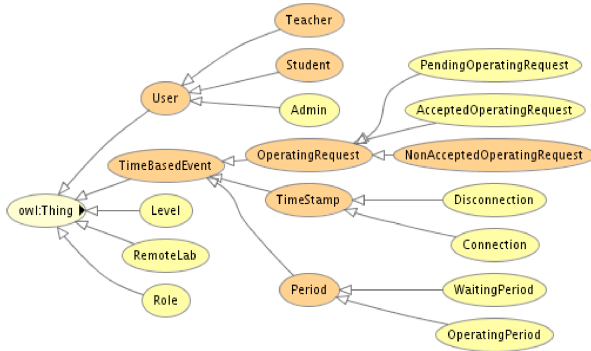 Teacher
Student
PendingOperatingRequest
User
Admin
AcceptedOperatingRequest
OperatingRequest
NonAcceptedOperatingRequest
TimeBasedEvent
owl:Thing
Level
TimeStamp
Disconnection
RemoteLab
Connection
Role
Period
WaitingPeriod
OperatingPeriod